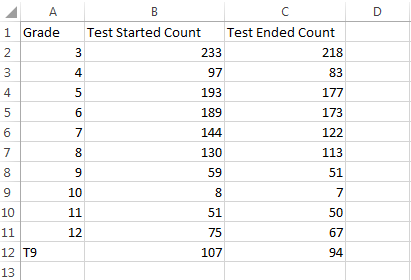 A B C D
1 Grade Test Started Count Test Ended Count
2 3 233 218
3 4 97 83
4 5 193 177
5 6 189 173
6 7 144 122
7 8 130 113
8 9 59 51
9 10 8 7
10 11 51 50
11 12 75 67
12 T9 107 94
13